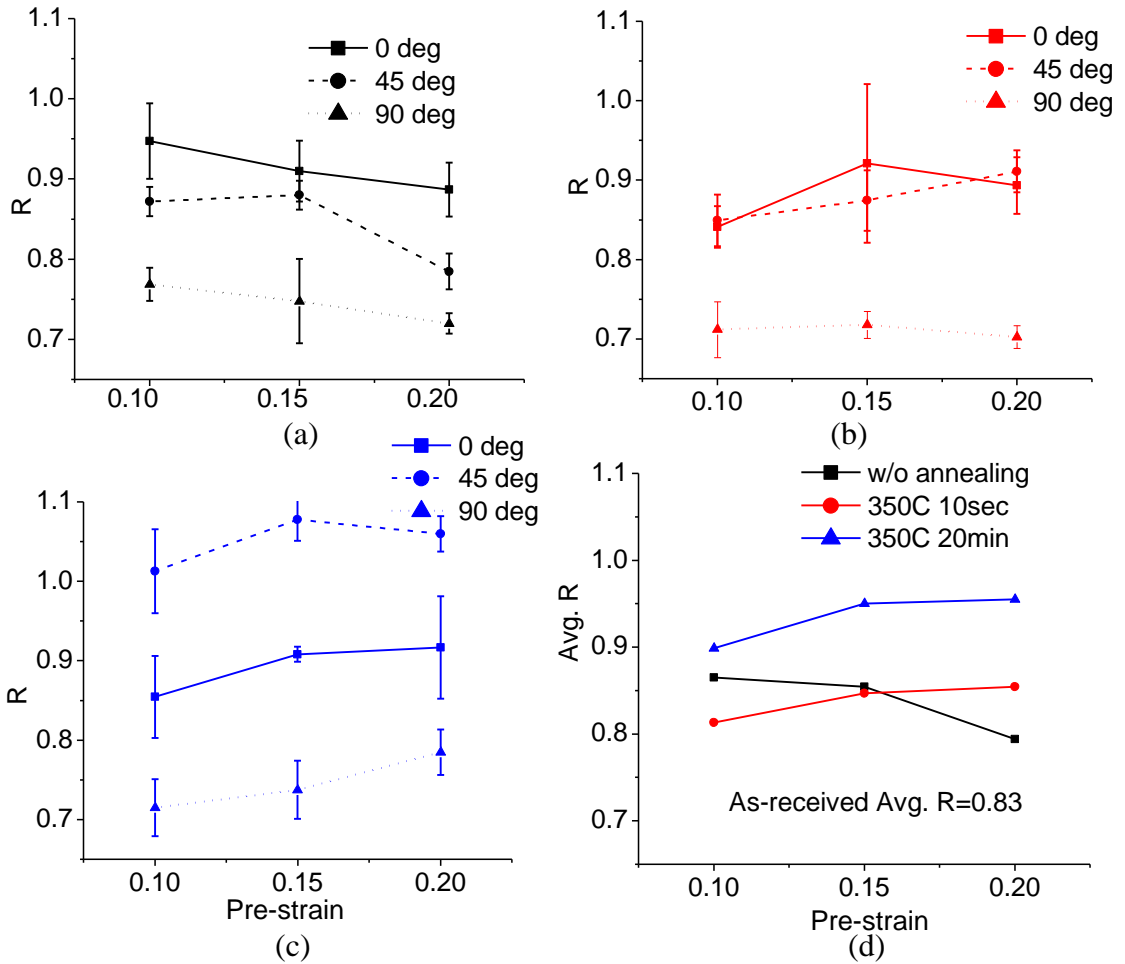 1.1
1.0
0.9
0.8
0.7
R
0 deg
45 deg
90 deg
0.10
0.15
0.20
(a)
1.1
1.0
0.9
0.8
0.7
R
0 deg
45 deg
90 deg
0.10
0.15
0.20
(b)
1.1
1.0
0.9
0.8
0.7
R
0 deg
45 deg
90 deg
0.10
0.15
0.20
Pre-strain
(c)
1.1
1.0
0.9
0.8
0.7
Avg. R
w/o annealing
350C 10sec
350C 20min
As-received Avg. R=0.83
0.10
0.15
0.20
Pre-strain
(d)